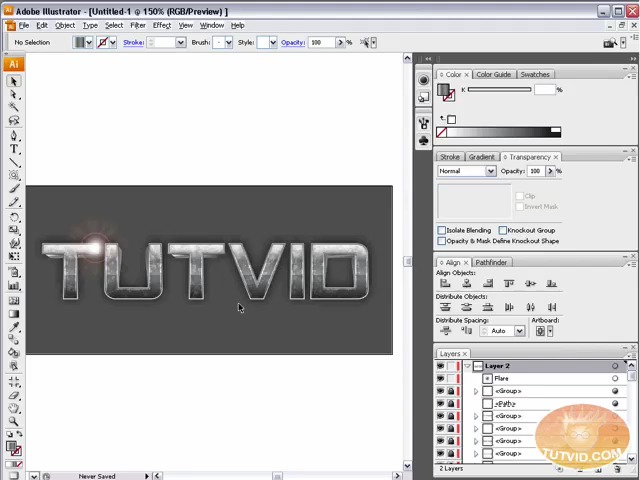 Adobe Illustrator - [Untitled-1 @ 150% (RGB/Preview) ]
File Edit Object Type Select Filter Effect View Window Help
No Selection Stroke: Brush: Style: Opacity: 100 %
Ai
Color Color Guide Swatches
K %
Stroke Gradient Transparency
Normal Opacity: 100 %
Clip
Invert Mask
Isolate Blending Knockout Group
Opacity & Mask Define Knockout Shape
TUTVID
Align Pathfinder
Align Objects:
Distribute Objects:
Distribute Spacing: Artboard:
Auto
Layers
Layer 2
Flare
<Group>
<Path>
<Group>
<Group>
<Group>
<Group>
2 Layers
TUTVID.COM
Never Saved